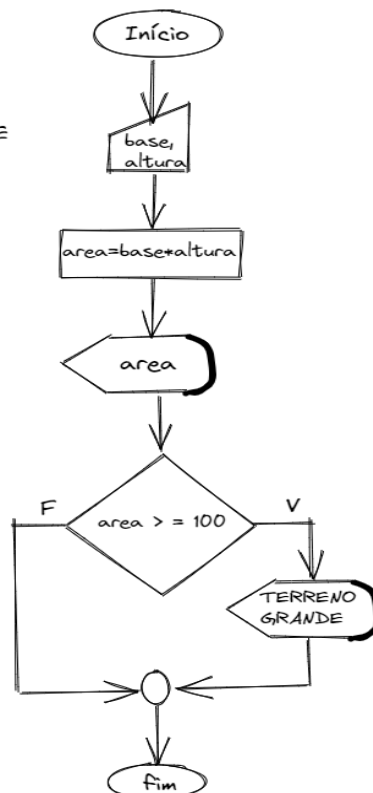 Início
E
base,
altura
area=base*altura
area
area > = 100
F
V
TERRENO
GRANDE
fim